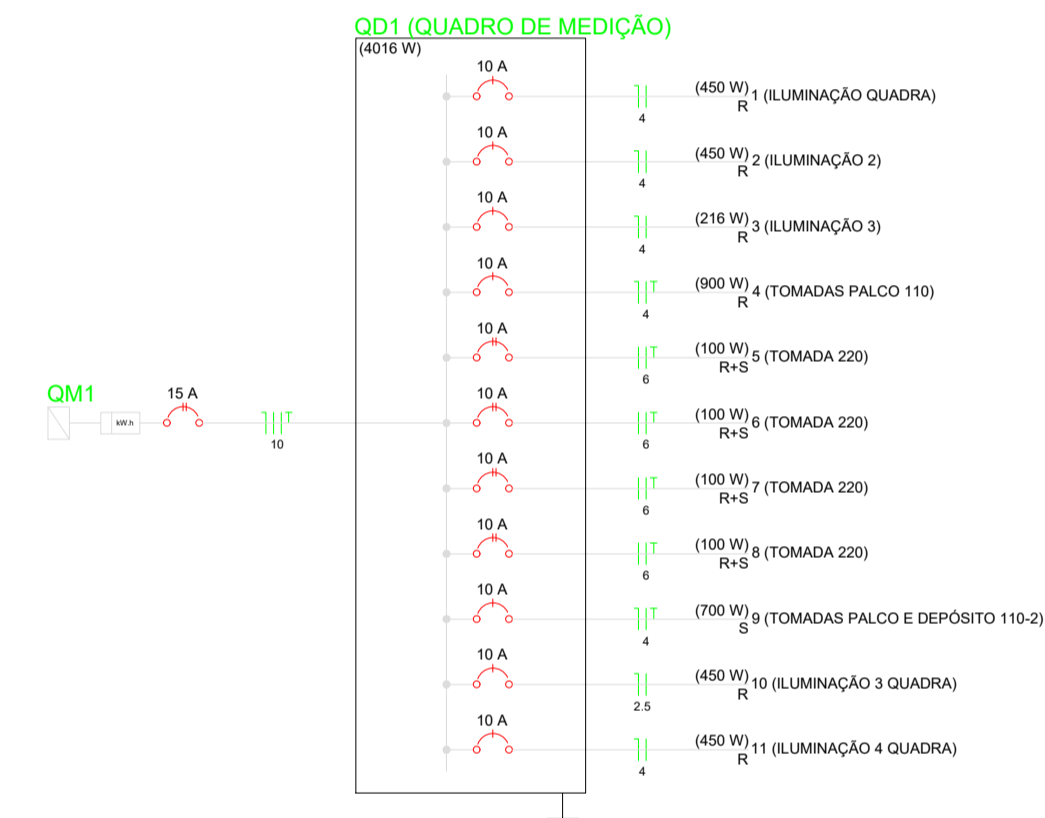 QD1 (QUADRO DE MEDIÇÃO)
(4016 W)
10 A
(450 W)
R
1 (ILUMINAÇÃO QUADRA)
4
10 A
(450 W)
R
2 (ILUMINAÇÃO 2)
4
10 A
(216 W)
R
3 (ILUMINAÇÃO 3)
4
10 A
T
(900 W)
R
4 (TOMADAS PALCO 110)
4
10 A
T
(100 W)
R+S
5 (TOMADA 220)
6
QM1
kW.h
15 A
T
10
10 A
T
(100 W)
R+S
6 (TOMADA 220)
6
10 A
T
(100 W)
R+S
7 (TOMADA 220)
6
10 A
T
(100 W)
R+S
8 (TOMADA 220)
6
10 A
T
(700 W)
S
9 (TOMADAS PALCO E DEPÓSITO 110-2)
4
10 A
(450 W)
R
10 (ILUMINAÇÃO 3 QUADRA)
2.5
10 A
(450 W)
R
11 (ILUMINAÇÃO 4 QUADRA)
4